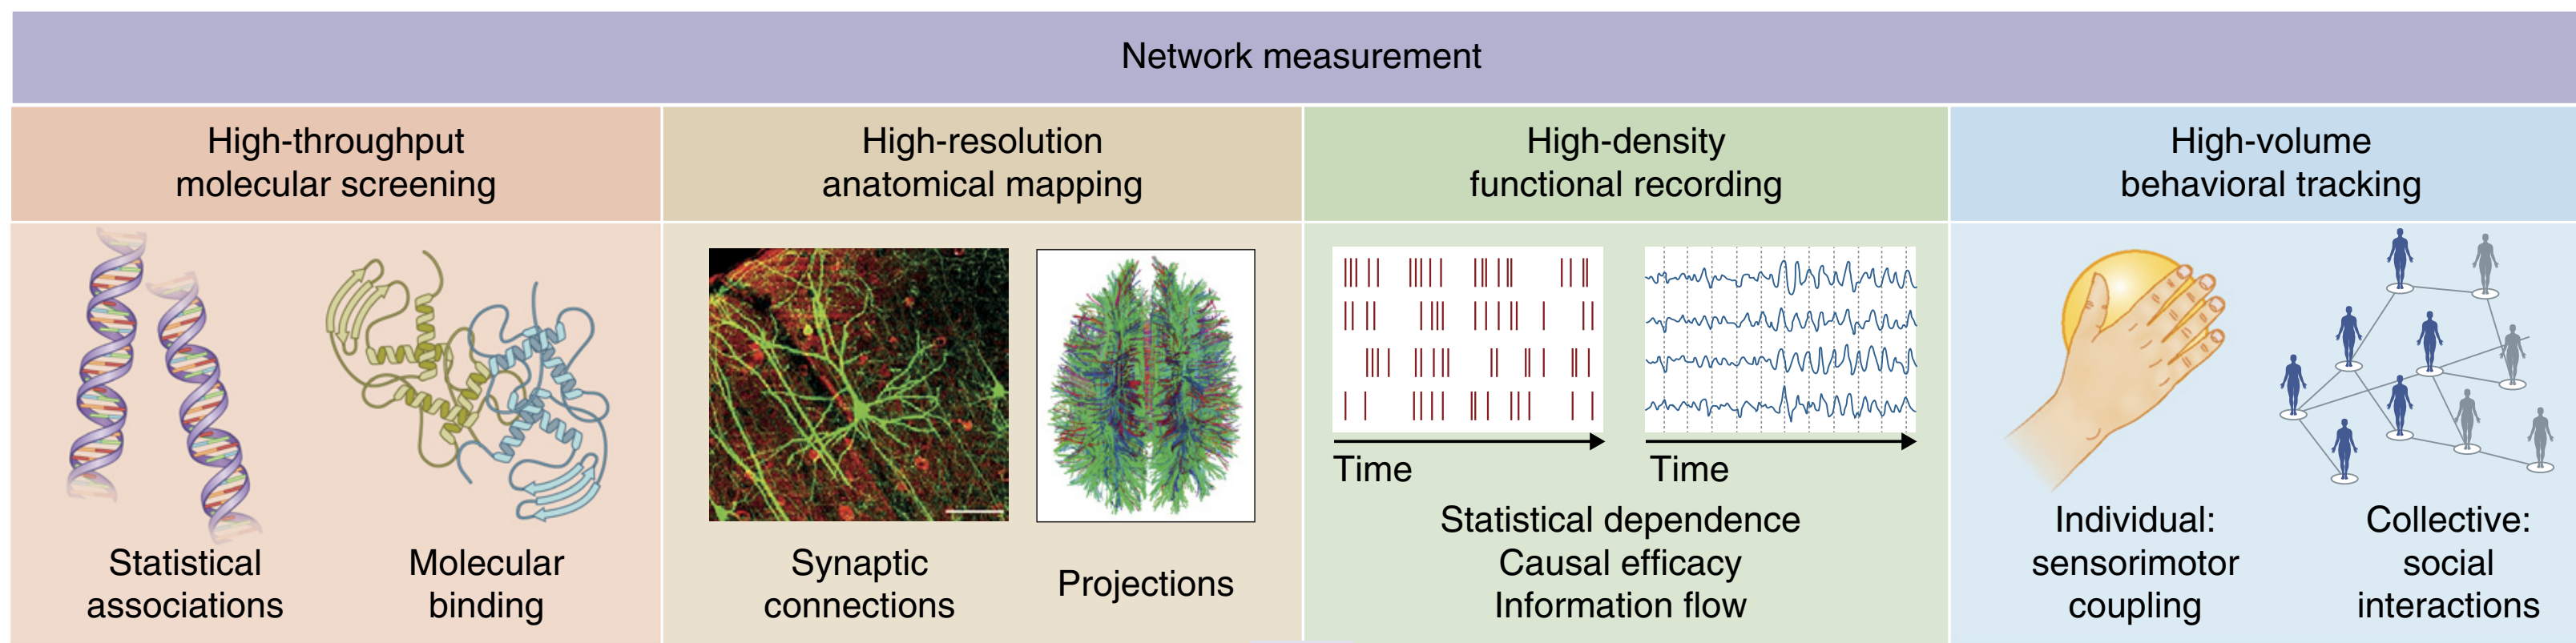 Network measurement
High-throughput
molecular screening
High-resolution
anatomical mapping
High-density
functional recording
High-volume
behavioral tracking
Statistical
associations
Molecular
binding
Synaptic
connections
Projections
Time
Time
Statistical dependence
Causal efficacy
Information flow
Individual:
sensorimotor
coupling
Collective:
social
interactions